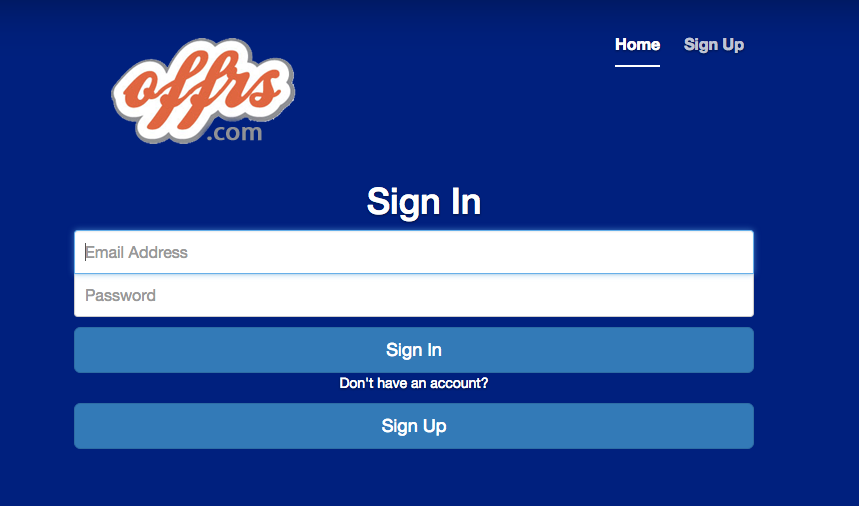 offrs
.com
Home
Sign Up
Sign In
Email Address
Password
Sign In
Don't have an account?
Sign Up